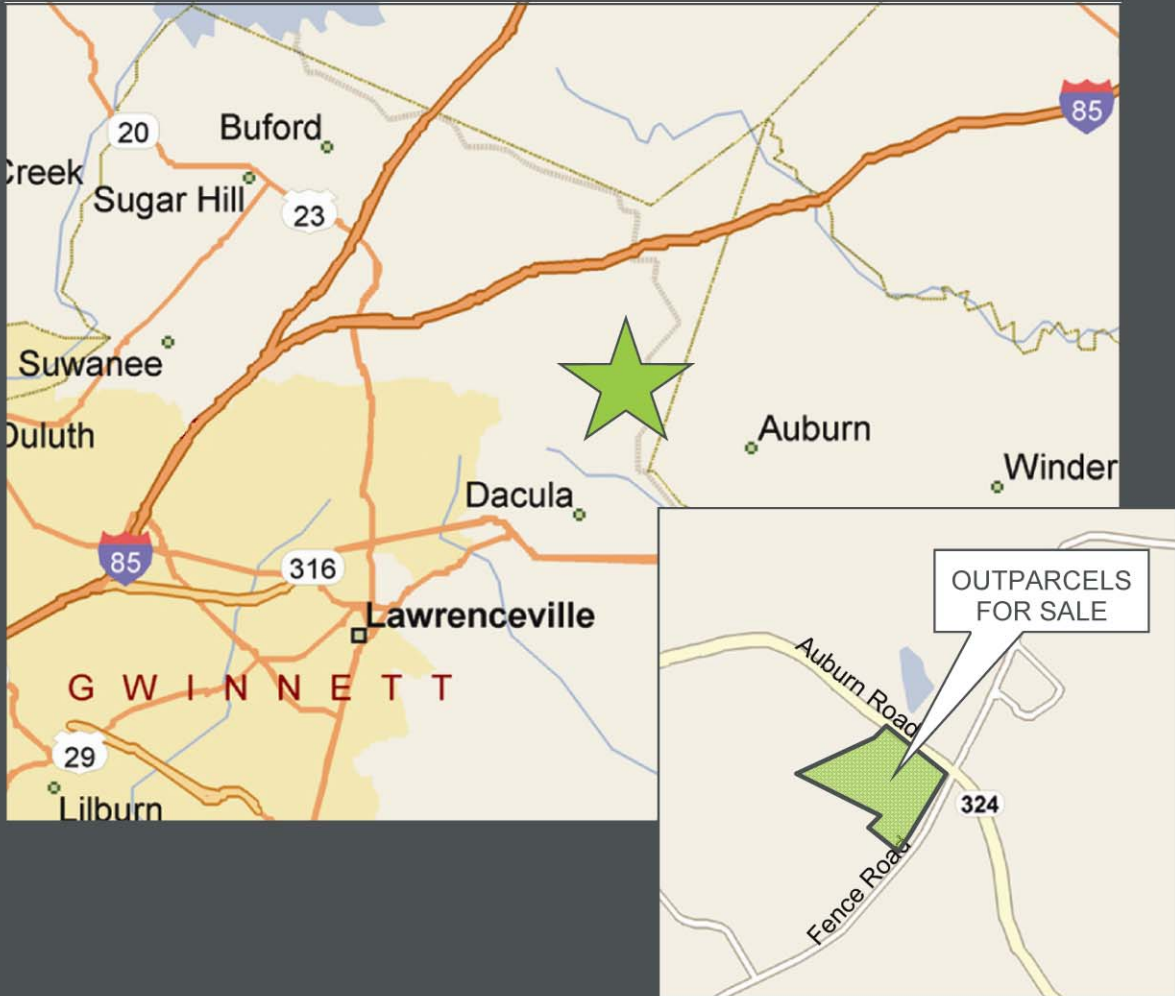 85
20
Buford
Creek
Sugar Hill
23
Suwanee
Duluth
Auburn
Winder
Dacula
85
316
Lawrenceville
GWINNETT
29
Lilburn
OUTPARCELS
FOR SALE
Auburn Road
324
Fence Road